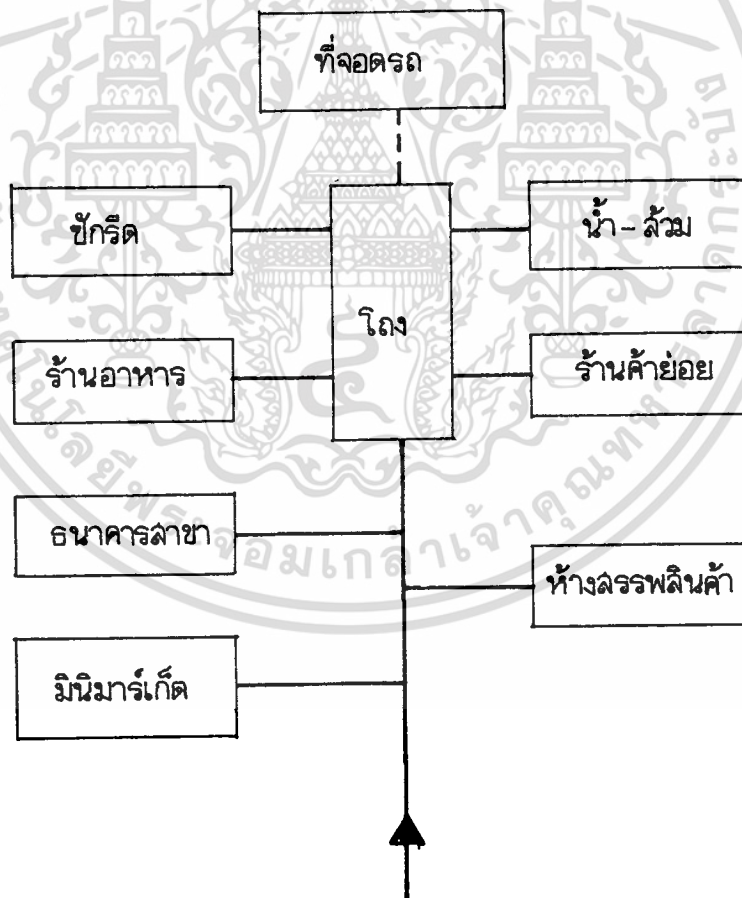 ที่จอดรถ
ซักรีด
น้ำ - ส้วม
โถง
ร้านอาหาร
ร้านค้าย่อย
ธนาคารสาขา
ห้างสรรพสินค้า
มินิมาร์เก็ต